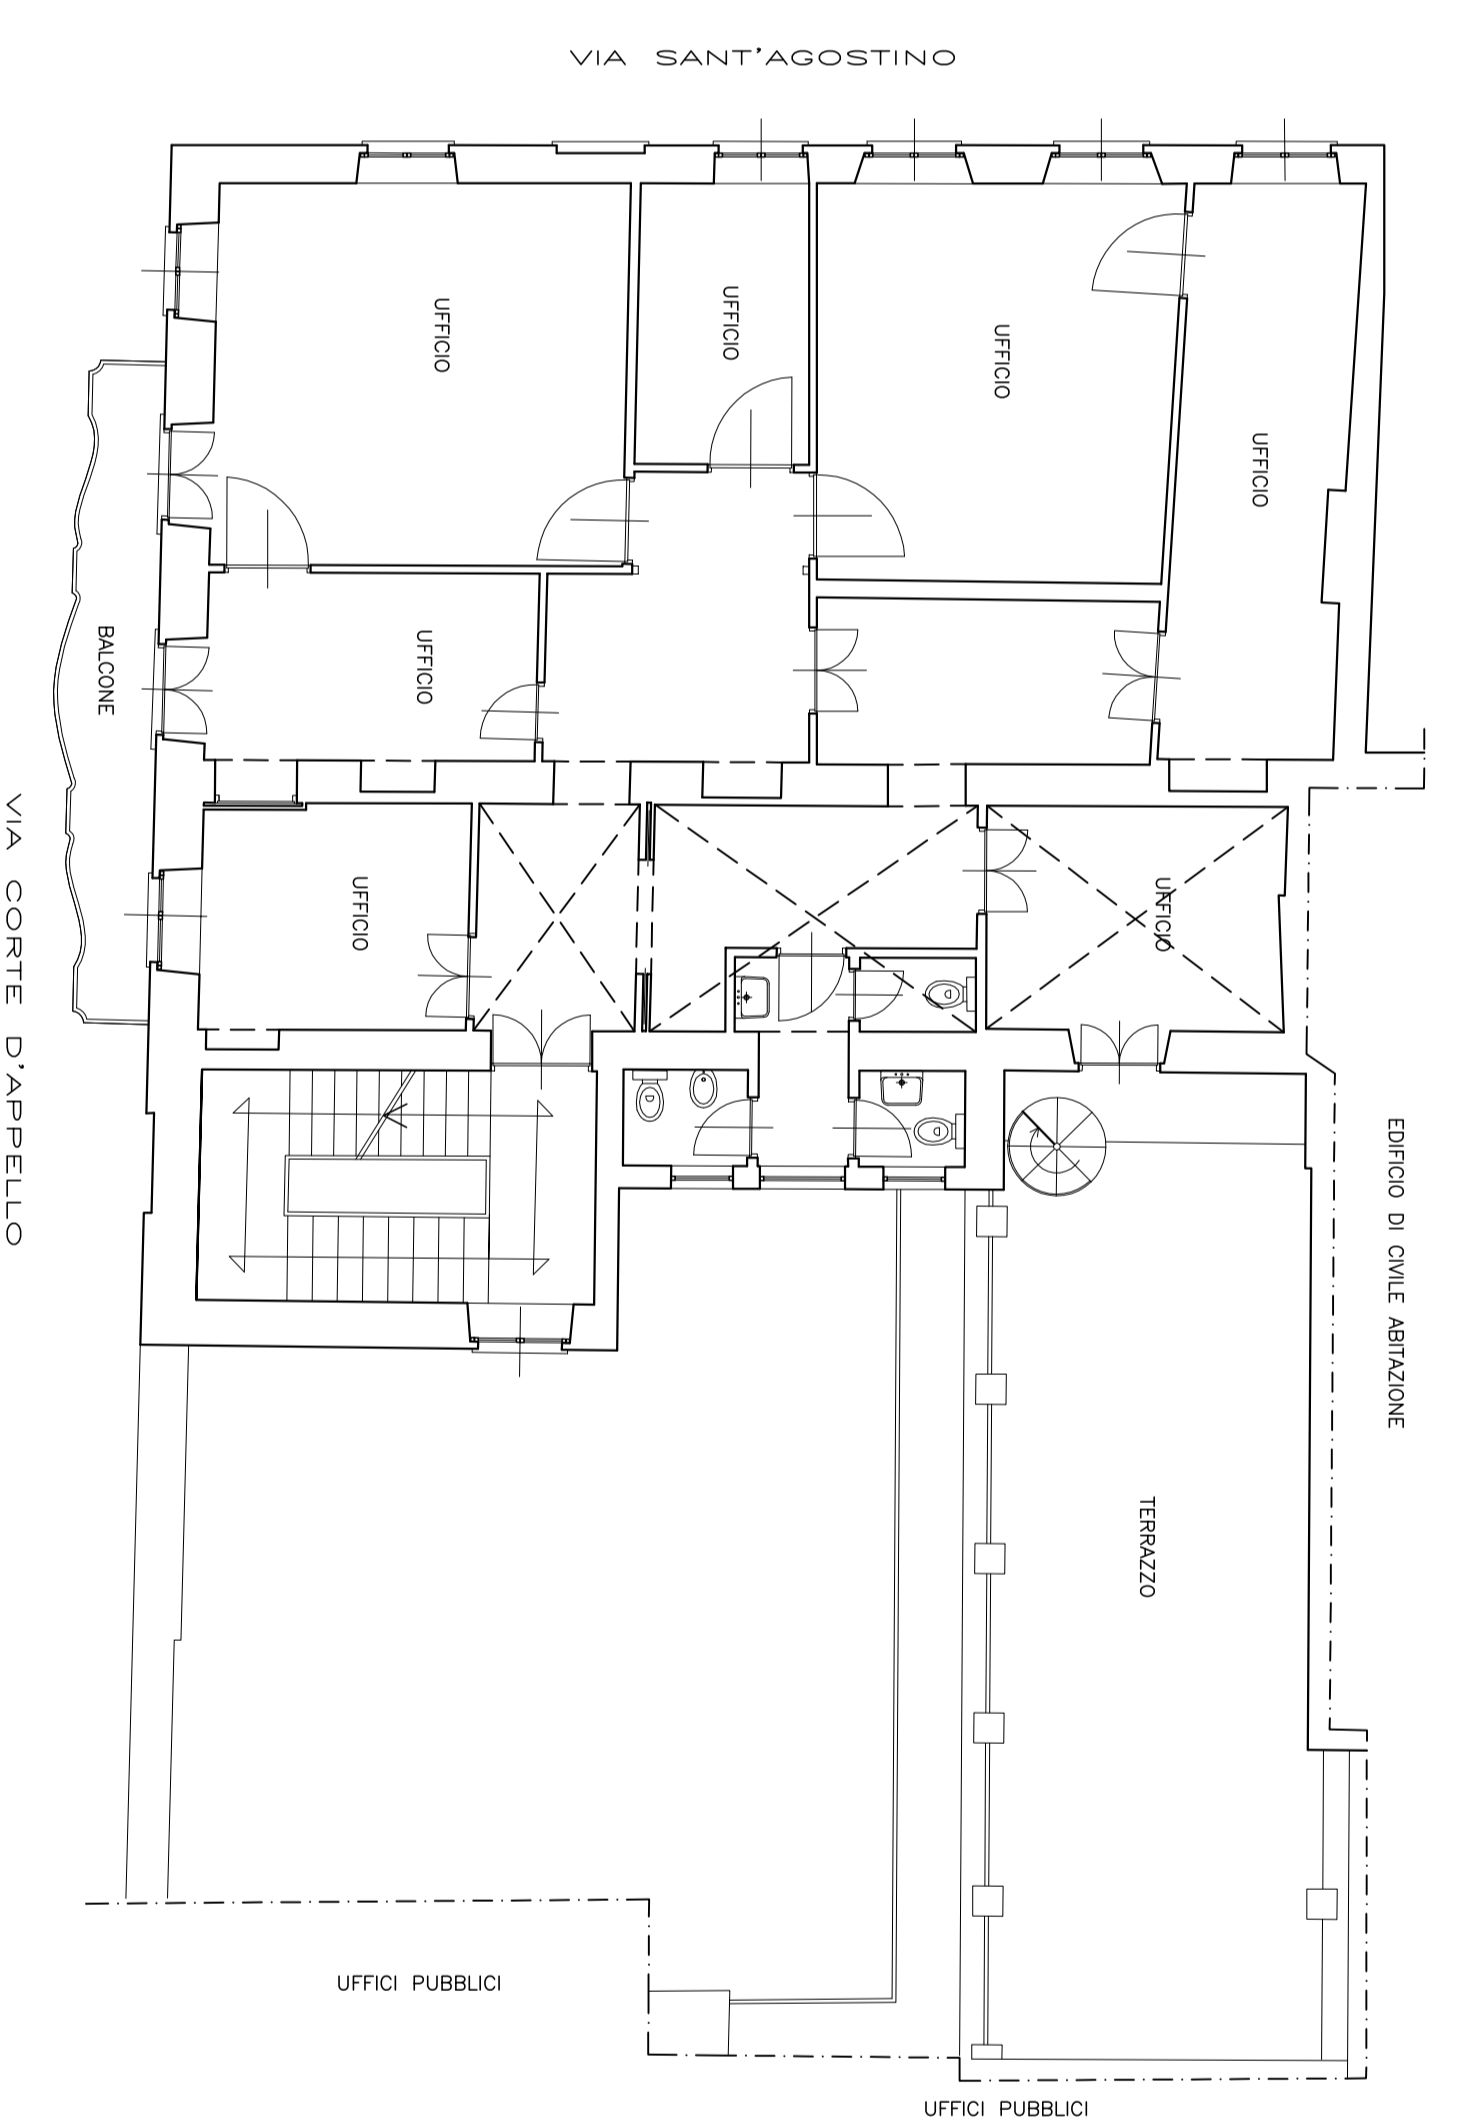 VIA SANT'AGOSTINO
UFFICIO
UFFICIO
UFFICIO
UFFICIO
UFFICIO
BALCONE
VIA CORTE D'APPELLO
UFFICIO
UFFICIO
EDIFICIO DI CIVILE ABITAZIONE
TERRAZZO
UFFICI PUBBLICI
UFFICI PUBBLICI